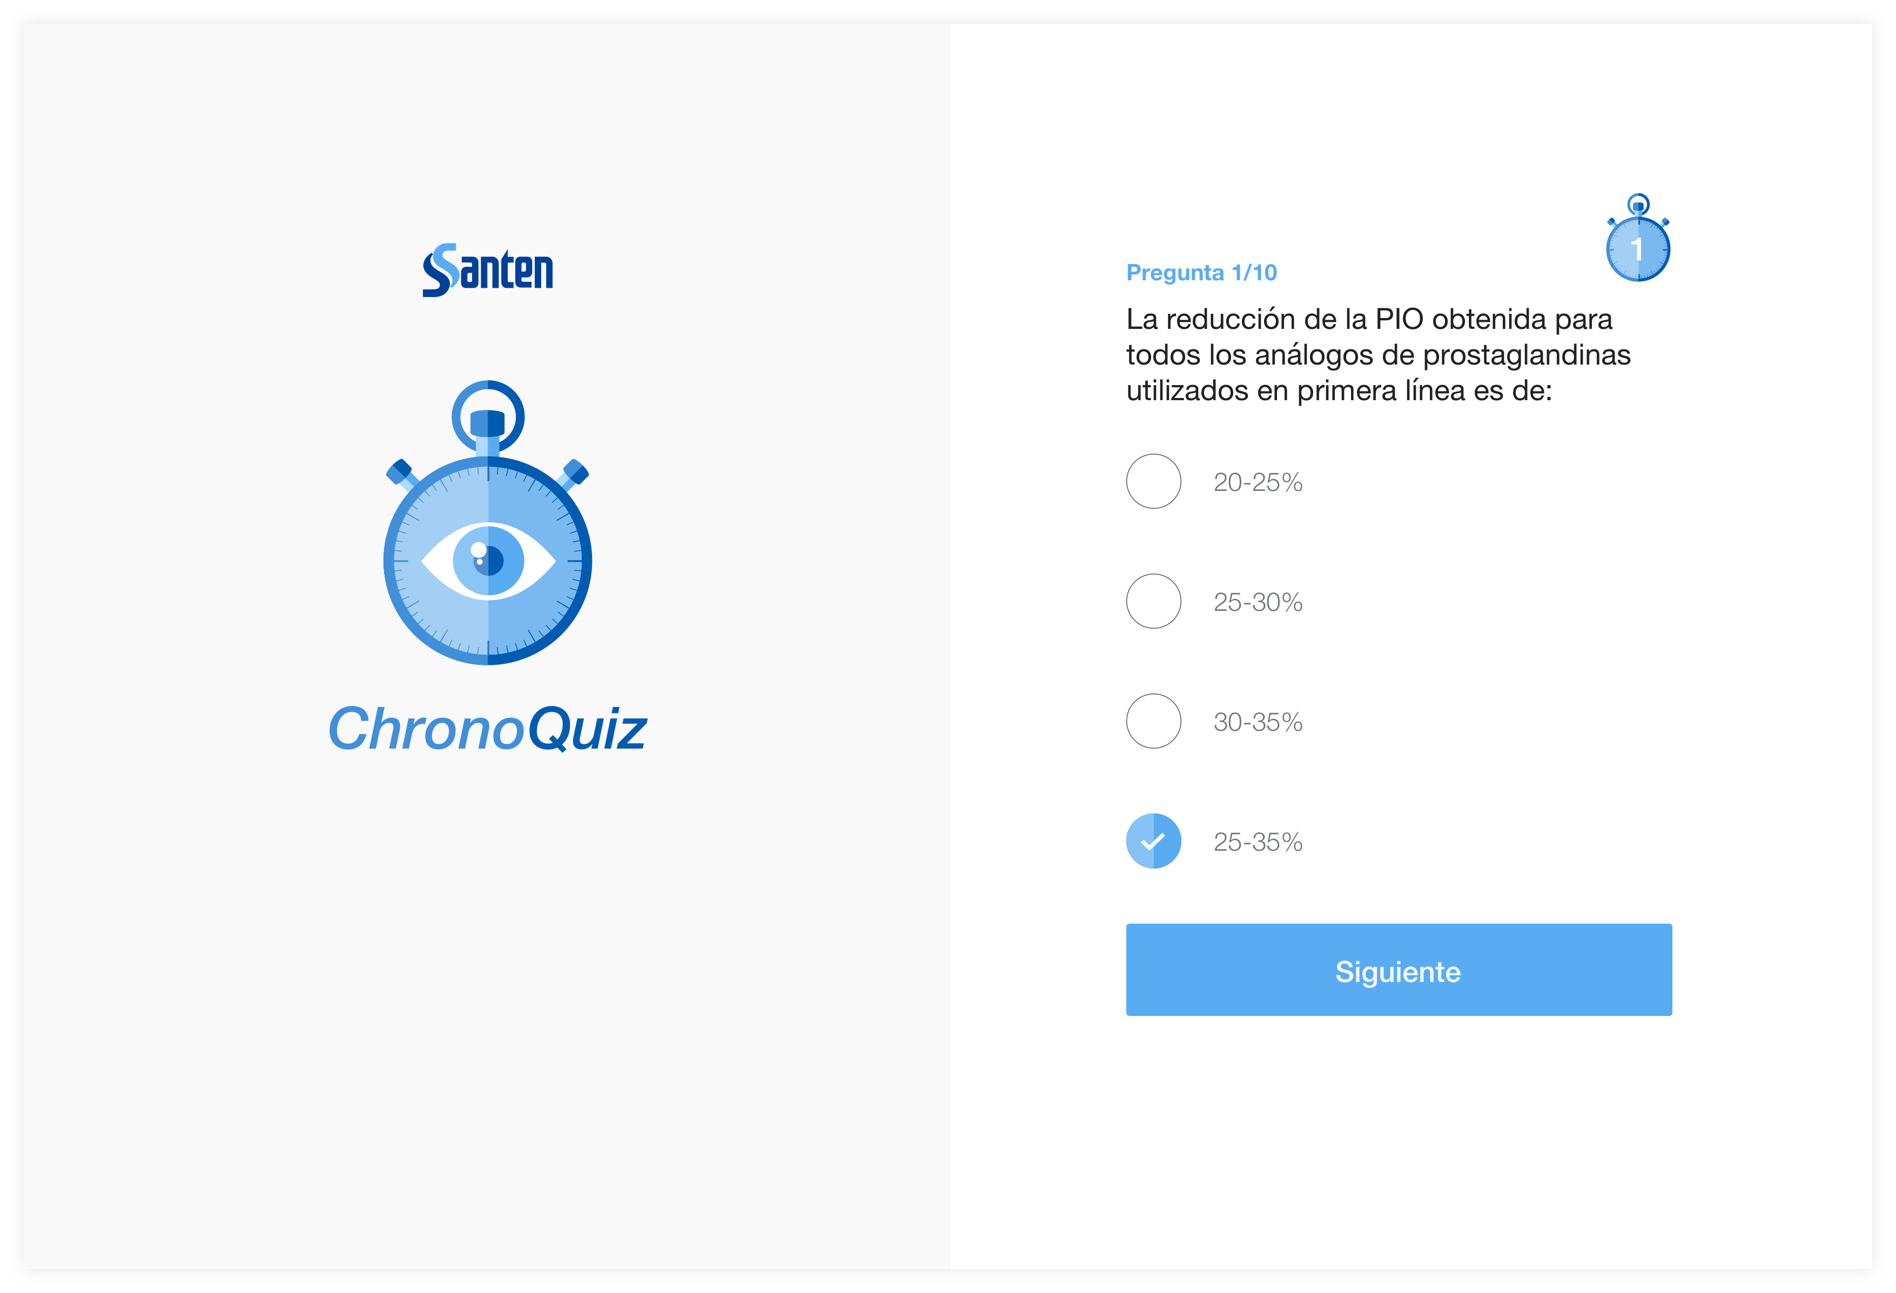 Santen
ChronoQuiz
1
Pregunta 1/10
La reducción de la PIO obtenida para
todos los análogos de prostaglandinas
utilizados en primera línea es de:
20-25%
25-30%
30-35%
25-35%
Siguiente